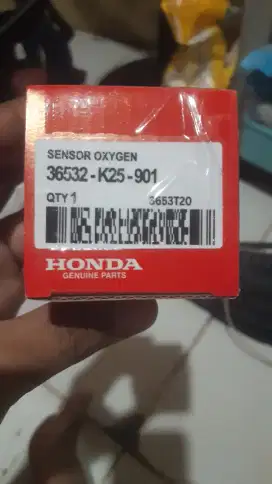 SENSOR OXYGEN
36532-K25-901
QTY 1 3653T20
HONDA
GENUINE PARTS